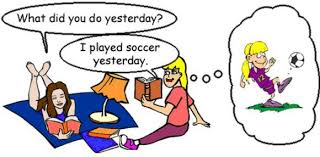 What did you do yesterday?
I played soccer
yesterday.